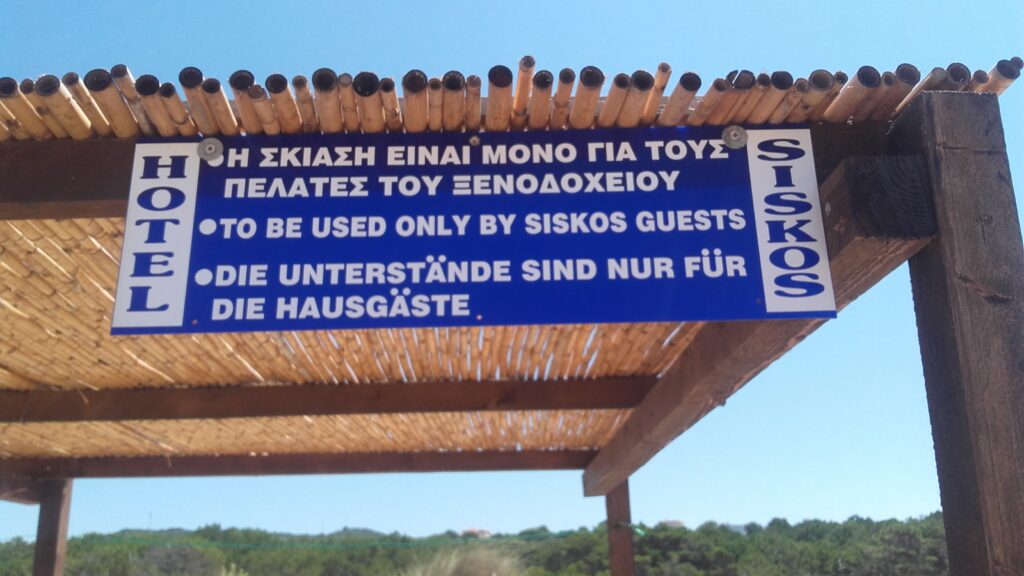 HOTEL
Η ΣΚΙΑΣΗ ΕΙΝΑΙ ΜΟΝΟ ΓΙΑ ΤΟΥΣ
ΠΕΛΑΤΕΣ ΤΟΥ ΞΕΝΟΔΟΧΕΙΟΥ
•TO BE USED ONLY BY SISKOS GUESTS
•DIE UNTERSTÄNDE SIND NUR FÜR
DIE HAUSGÄSTE
SISKOS